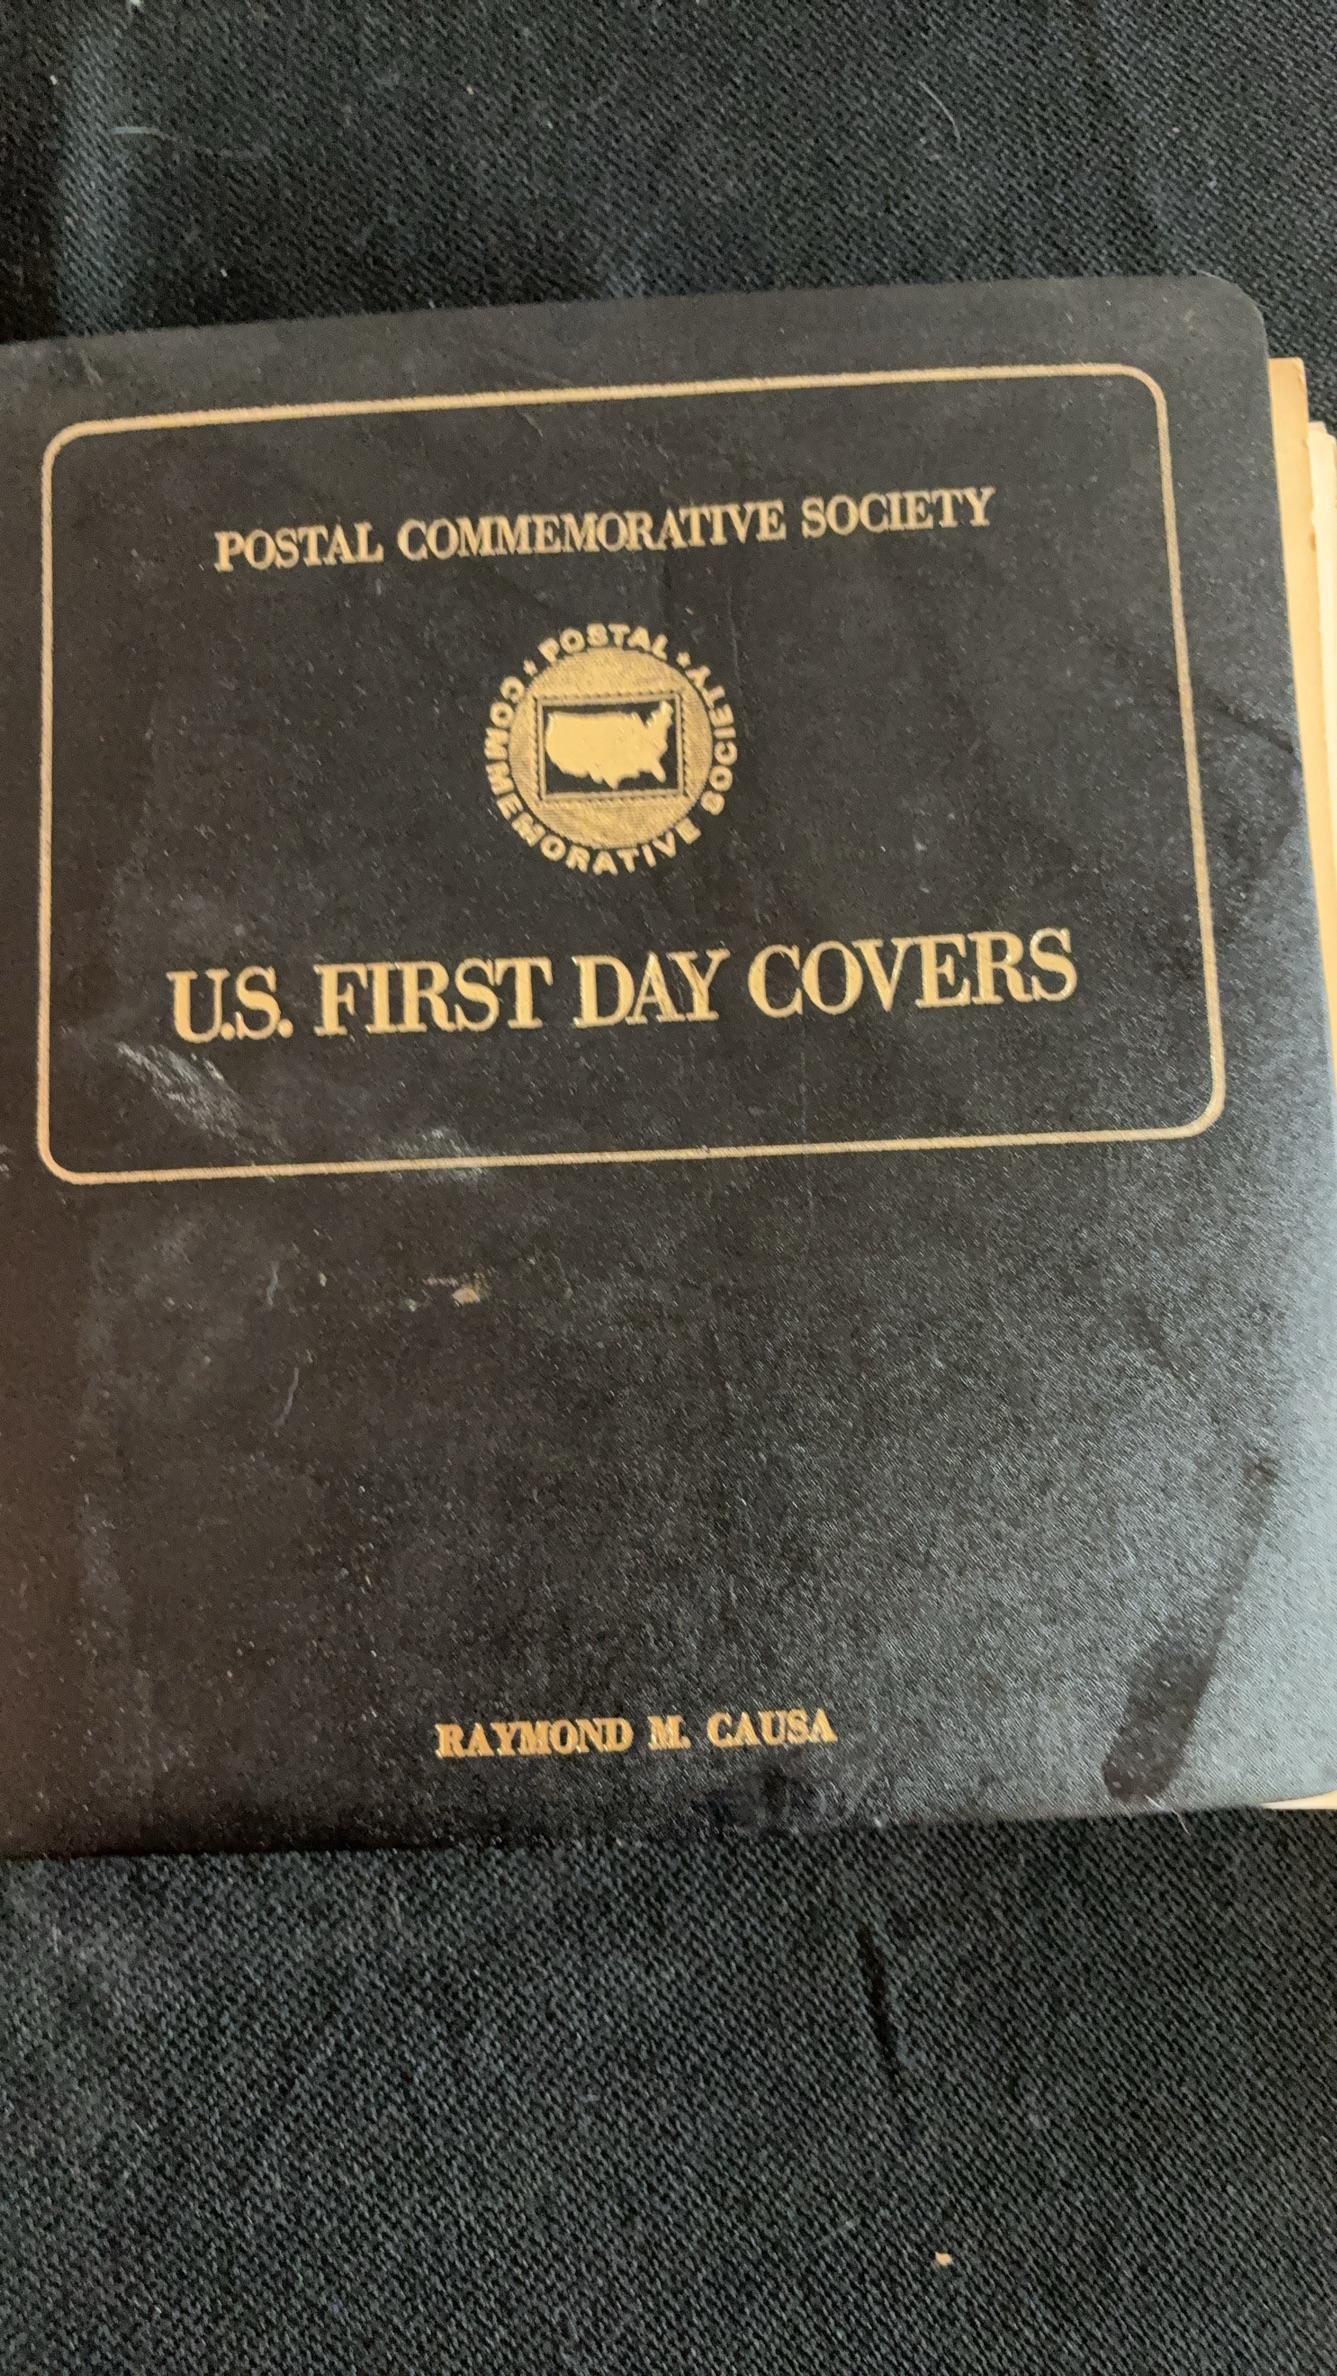 POSTAL COMMEMORATIVE SOCIETY
POSTAL COMMEMORATIVE SOCIETY
U.S. FIRST DAY COVERS
RAYMOND M. CAUSA